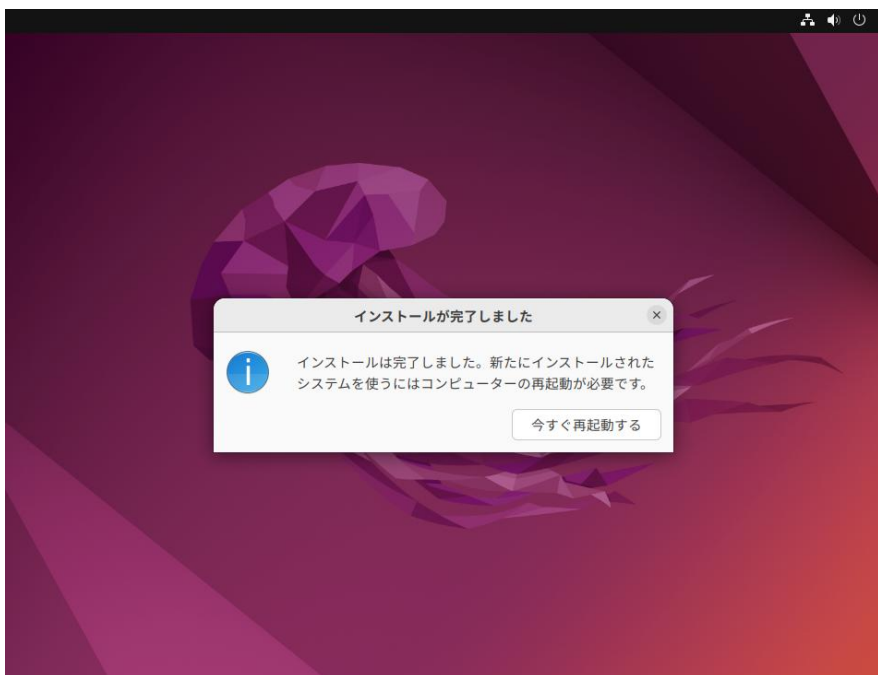 インストールが完了しました
インストールは完了しました。新たにインストールされた
システムを使うにはコンピューターの再起動が必要です。
今すぐ再起動する